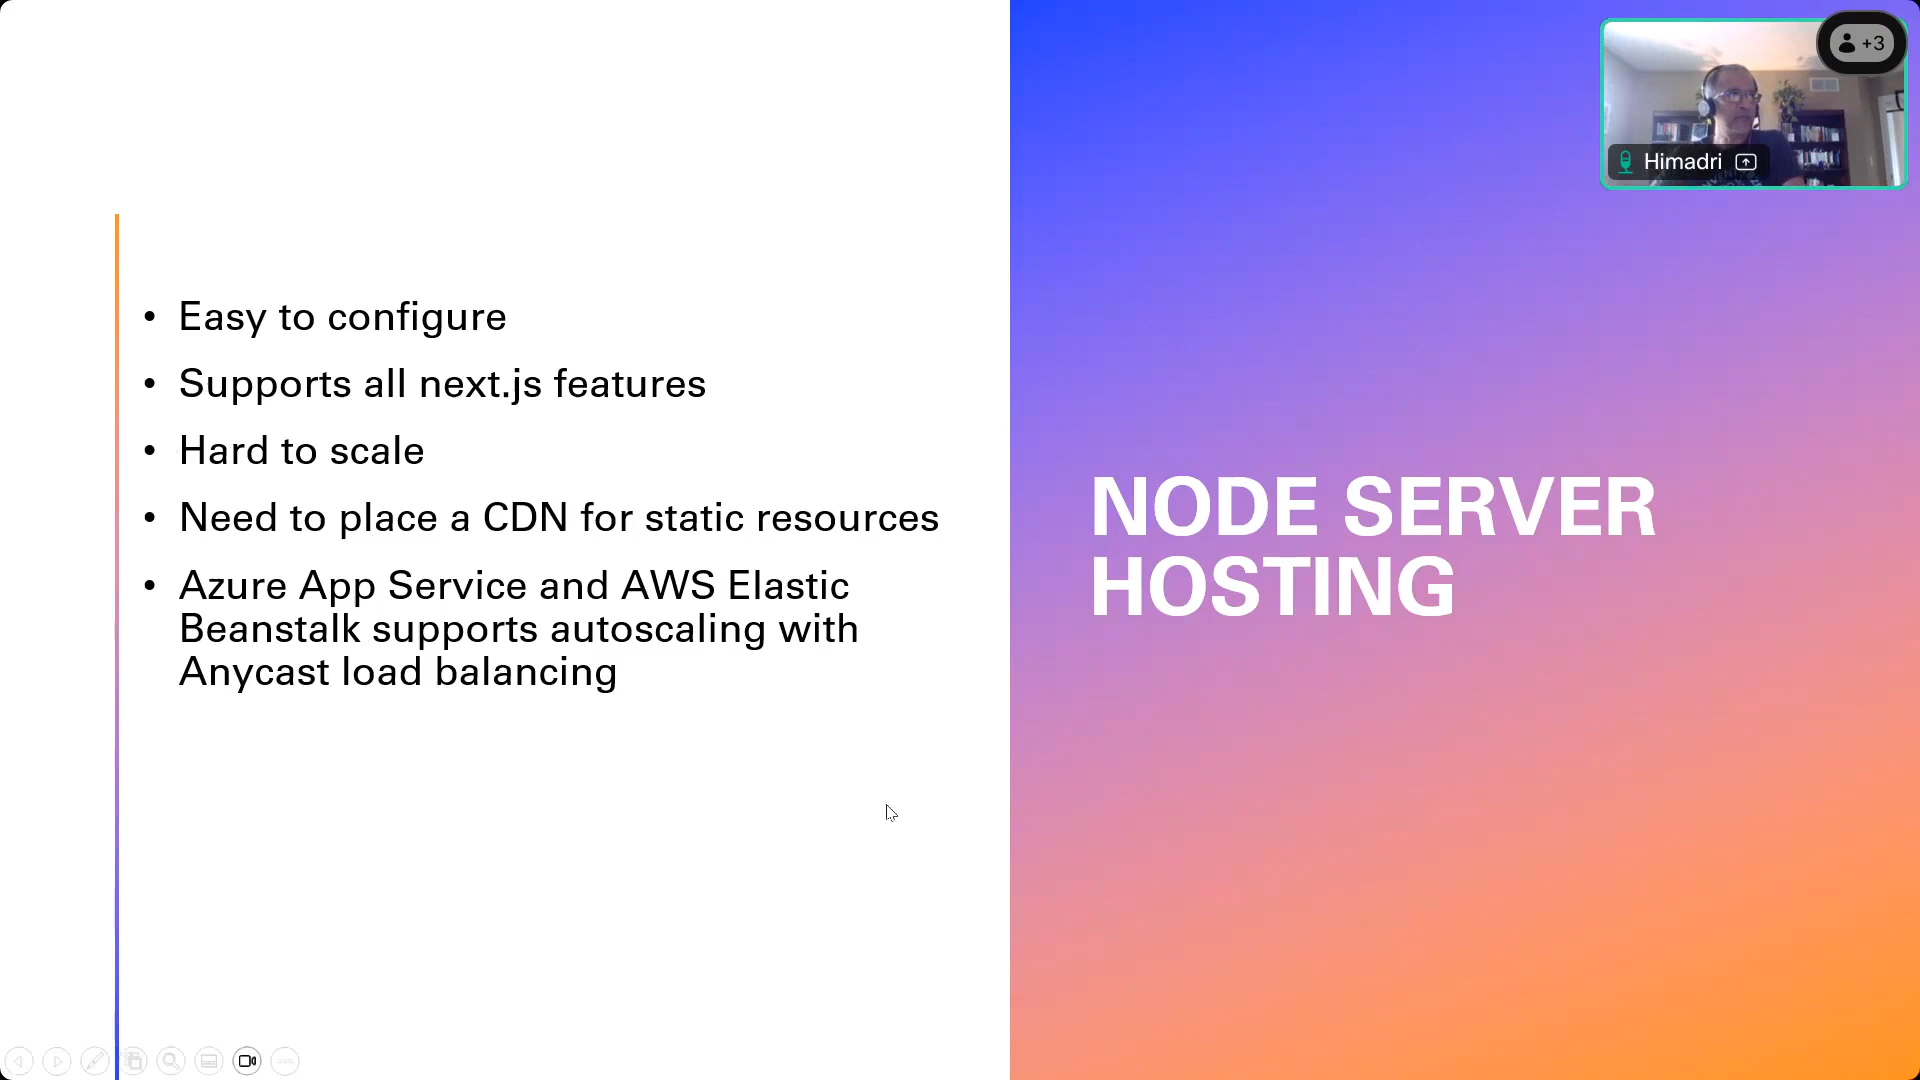 • Easy to configure
• Supports all next.js features
• Hard to scale
• Need to place a CDN for static resources
• Azure App Service and AWS Elastic
Beanstalk supports autoscaling with
Anycast load balancing
NODE SERVER
HOSTING
+3
Himadri